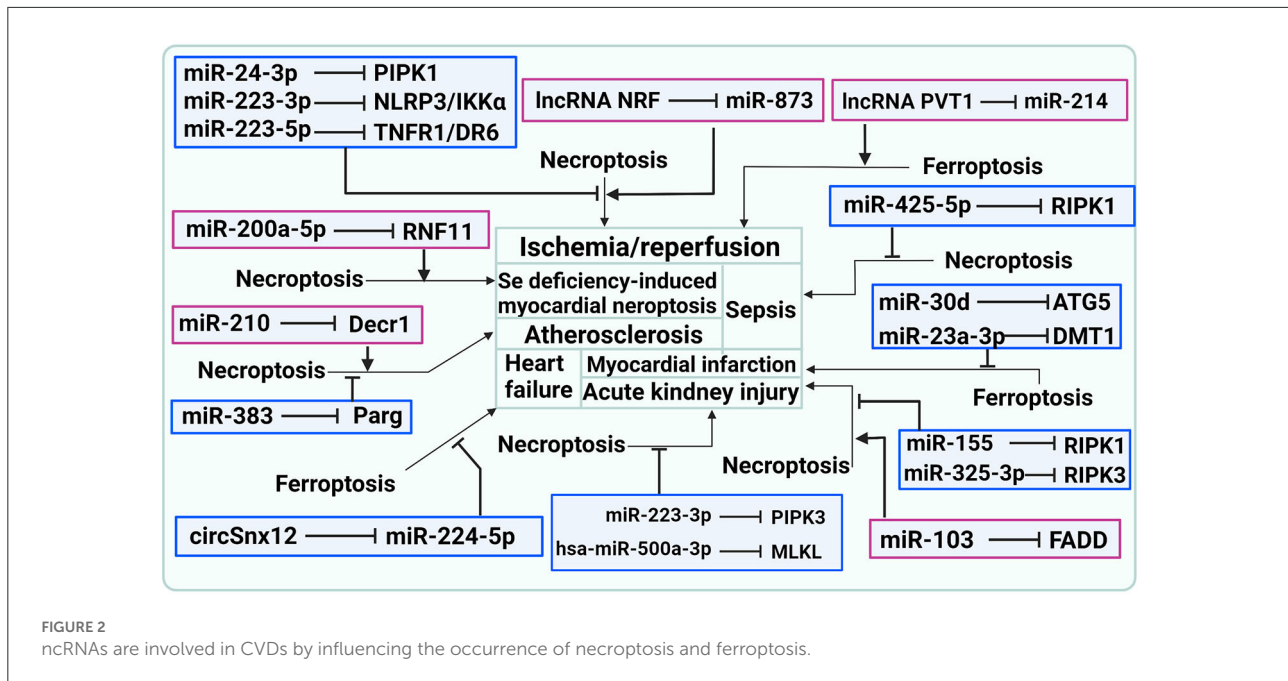 miR-24-3p PIPK1
miR-223-3p NLRP3/IKKα
miR-223-5p TNFR1/DR6
lncRNA NRF miR-873
lncRNA PVT1 miR-214
Necroptosis
Ferroptosis
miR-425-5p RIPK1
miR-200a-5p RNF11
Necroptosis
Necroptosis
Ischemia/reperfusion
Se deficiency-induced
myocardial neroptosis
Sepsis
Atherosclerosis
Heart
failure
Myocardial infarction
Acute kindney injury
miR-30d ATG5
miR-23a-3p DMT1
miR-210 Decr1
Necroptosis
Ferroptosis
miR-383 Parg
Necroptosis
Necroptosis
miR-155 RIPK1
miR-325-3p RIPK3
Ferroptosis
circSnx12 miR-224-5p
miR-223-3p PIPK3
hsa-miR-500a-3p MLKL
miR-103 FADD
FIGURE 2
ncRNAs are involved in CVDs by influencing the occurrence of necroptosis and ferroptosis.